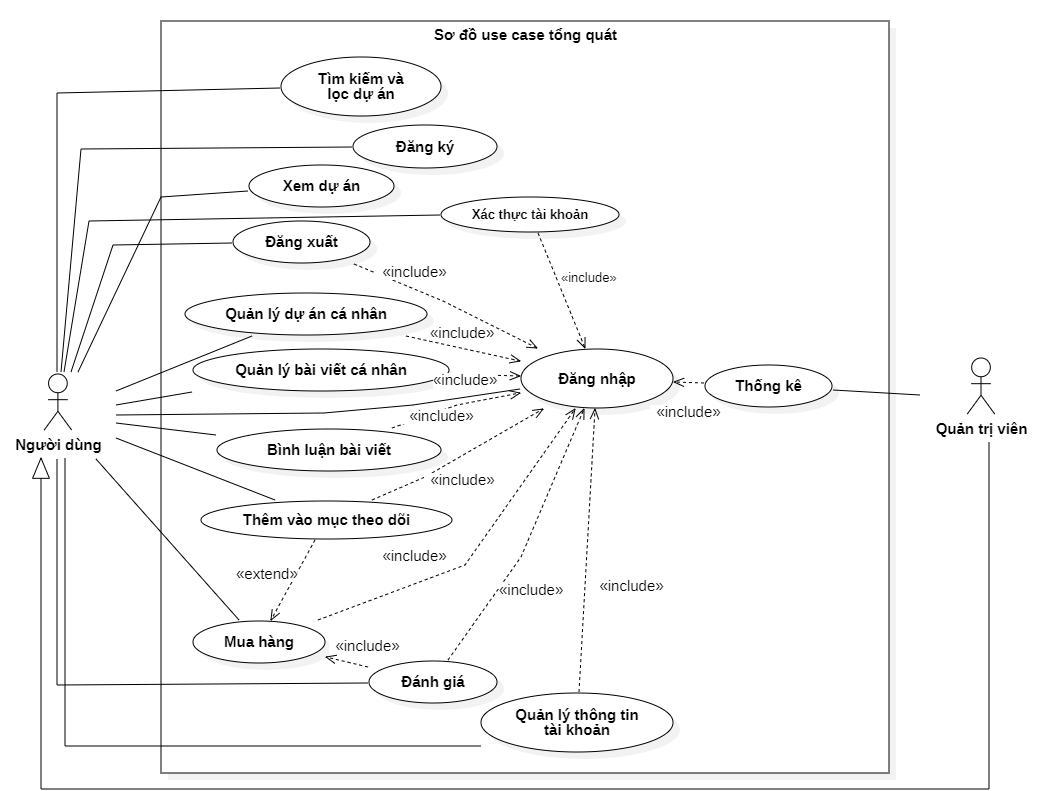 Sơ đồ use case tổng quát
Tìm kiếm và
lọc dự án
Đăng ký
Xem dự án
Xác thực tài khoản
Đăng xuất
«include»
«include»
Quản lý dự án cá nhân
«include»
Quản lý bài viết cá nhân
«include»
Đăng nhập
Thống kê
«include»
«include»
Người dùng
Quản trị viên
Bình luận bài viết
«include»
Thêm vào mục theo dõi
«include»
«extend»
«include»
«include»
Mua hàng
«include»
Đánh giá
Quản lý thông tin
tài khoản